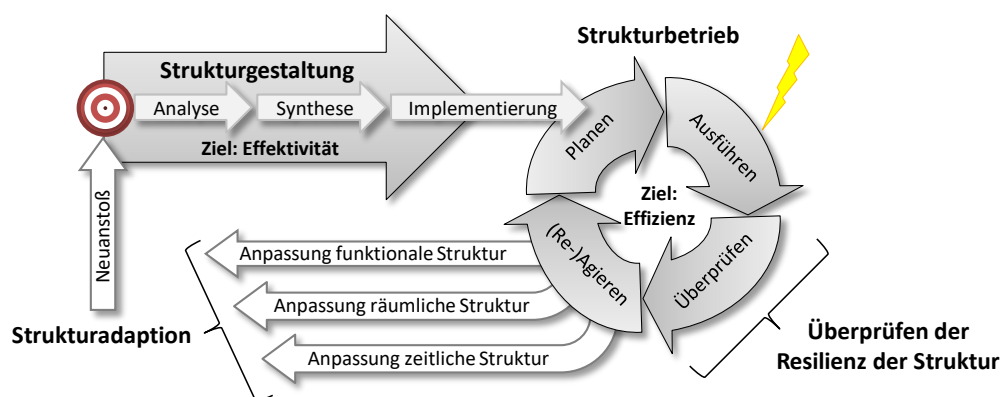 Strukturgestaltung
Analyse
Synthese
Implementierung
Ziel: Effektivität
Neuanstoß
Strukturbetrieb
Planen
Ausführen
Überprüfen
(Re-)Agieren
Ziel:
Effizienz
Anpassung funktionale Struktur
Anpassung räumliche Struktur
Anpassung zeitliche Struktur
Strukturadaption
Überprüfen der
Resilienz der Struktur